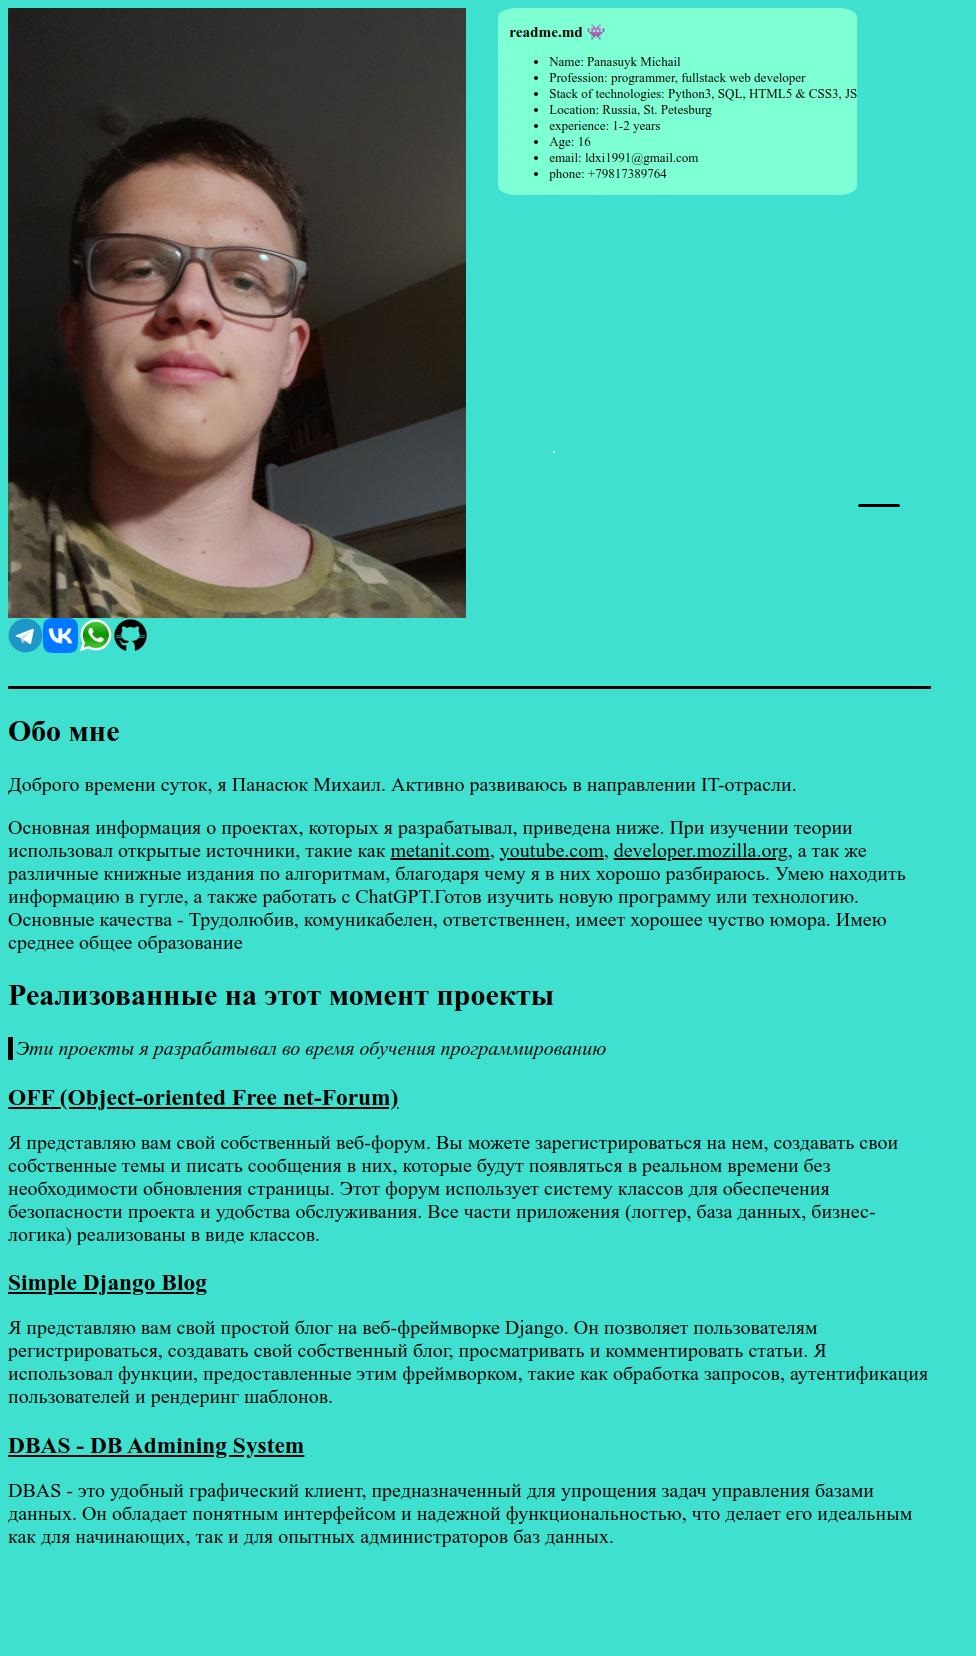 readme.md 👾
Name: Panasuyk Michail
Profession: programmer, fullstack web developer
Stack of technologies: Python3, SQL, HTML5 & CSS3, JS
Location: Russia, St. Petesburg
experience: 1-2 years
Age: 16
email: ldxi1991@gmail.com
phone: +79817389764
Обо мне
Доброго времени суток, я Панасюк Михаил. Активно развиваюсь в направлении IT-отрасли.
Основная информация о проектах, которых я разрабатывал, приведена ниже. При изучении теории
использовал открытые источники, такие как metanit.com, youtube.com, developer.mozilla.org, а так же
различные книжные издания по алгоритмам, благодаря чему я в них хорошо разбираюсь. Умею находить
информацию в гугле, а также работать с ChatGPT.Готов изучить новую программу или технологию.
Основные качества - Трудолюбив, комуникабелен, ответственнен, имеет хорошее чуство юмора. Имею
среднее общее образование
Реализованные на этот момент проекты
Эти проекты я разрабатывал во время обучения программированию
OFF (Object-oriented Free net-Forum)
Я представляю вам свой собственный веб-форум. Вы можете зарегистрироваться на нем, создавать свои
собственные темы и писать сообщения в них, которые будут появляться в реальном времени без
необходимости обновления страницы. Этот форум использует систему классов для обеспечения
безопасности проекта и удобства обслуживания. Все части приложения (логгер, база данных, бизнес-
логика) реализованы в виде классов.
Simple Django Blog
Я представляю вам свой простой блог на веб-фреймворке Django. Он позволяет пользователям
регистрироваться, создавать свой собственный блог, просматривать и комментировать статьи. Я
использовал функции, предоставленные этим фреймворком, такие как обработка запросов, аутентификация
пользователей и рендеринг шаблонов.
DBAS - DB Admining System
DBAS - это удобный графический клиент, предназначенный для упрощения задач управления базами
данных. Он обладает понятным интерфейсом и надежной функциональностью, что делает его идеальным
как для начинающих, так и для опытных администраторов баз данных.